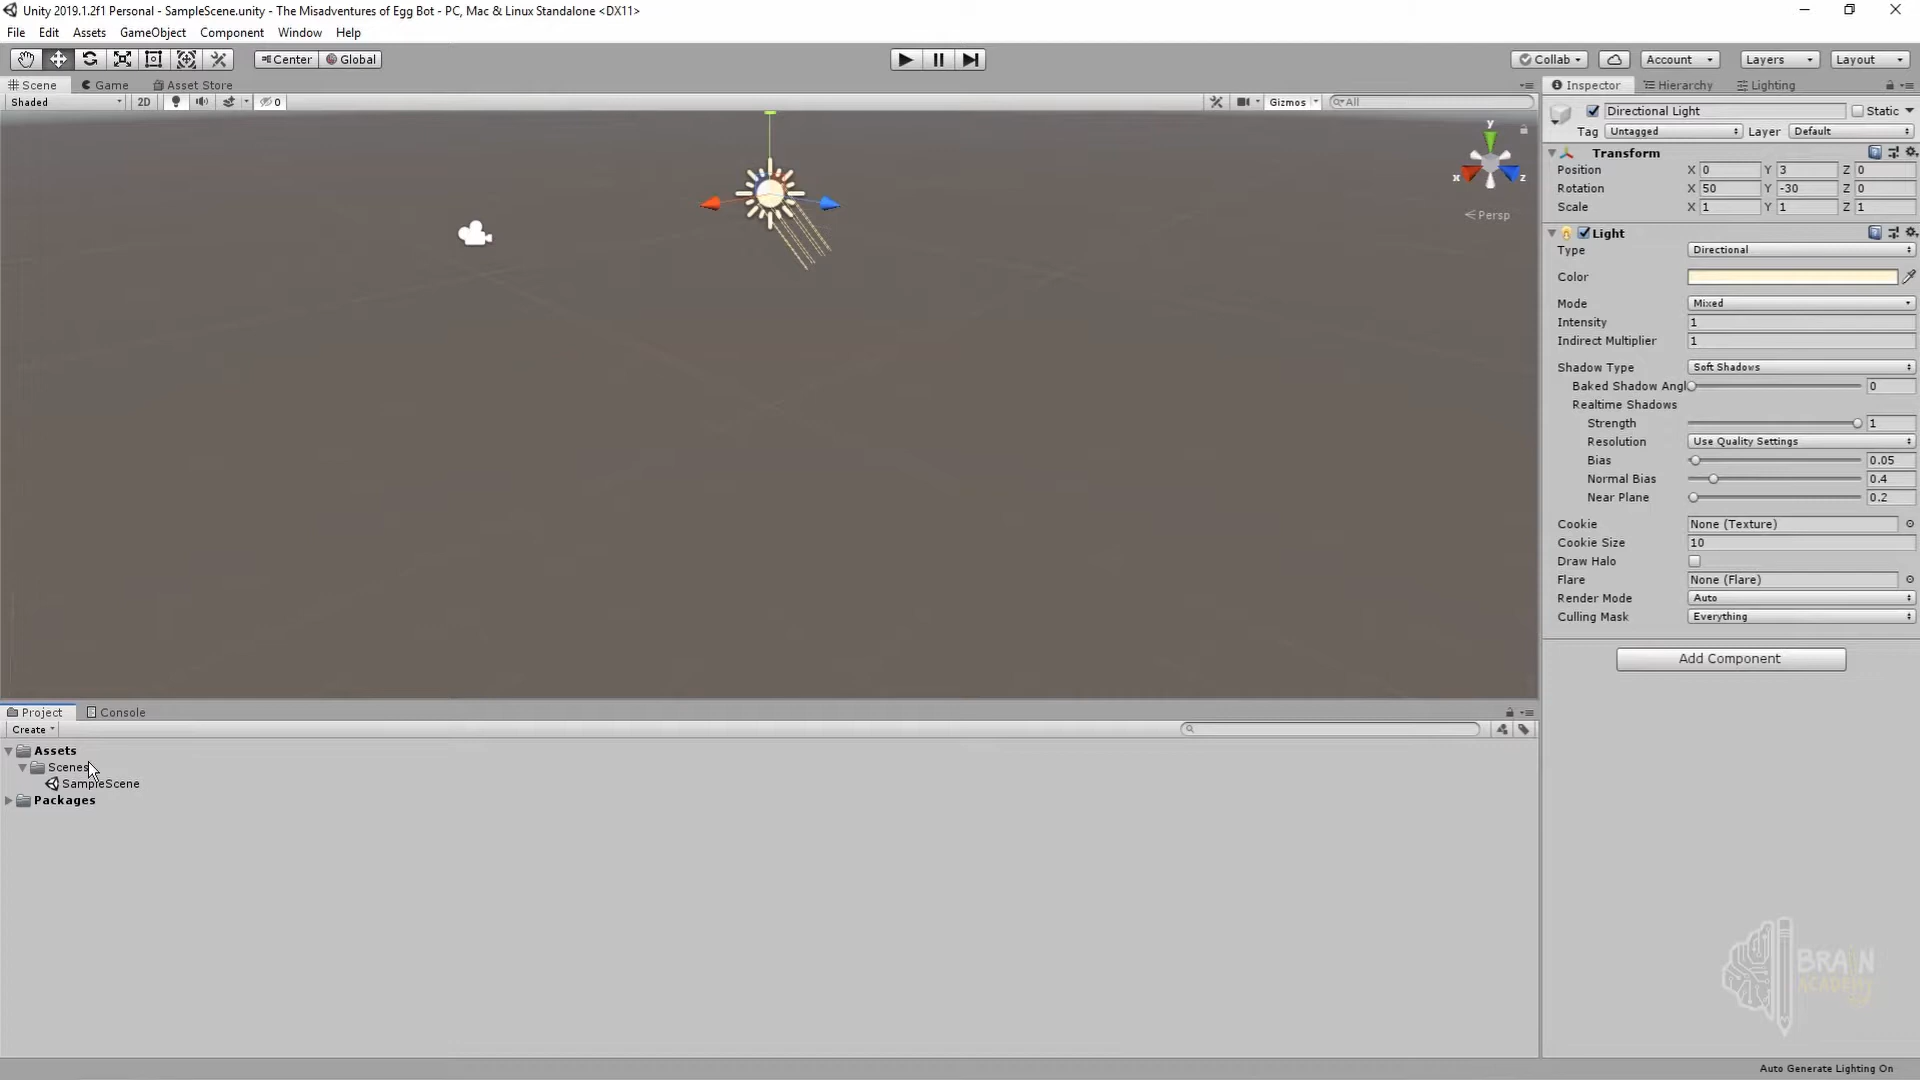 Unity 2019.1.2f1 Personal - SampleScene.unity - The Misadventures of Egg Bot - PC, Mac & Linux Standalone <DX11>
File Edit Assets GameObject Component Window Help
Center Global Collab Account Layers Layout
Scene Game Asset Store
Shaded 2D 0 Gizmos All
y
x z
Persp
Inspector Hierarchy Lighting
Directional Light Static
Tag Untagged Layer Default
Transform
Position X 0 Y 3 Z 0
Rotation X 50 Y -30 Z 0
Scale X 1 Y 1 Z 1
Light
Type Directional
Color
Mode Mixed
Intensity 1
Indirect Multiplier 1
Shadow Type Soft Shadows
Baked Shadow Angl 0
Realtime Shadows
Strength 1
Resolution Use Quality Settings
Bias 0.05
Normal Bias 0.4
Near Plane 0.2
Cookie None (Texture)
Cookie Size 10
Draw Halo
Flare None (Flare)
Render Mode Auto
Culling Mask Everything
Add Component
Project Console
Create
Assets
Scenes
SampleScene
Packages
BRAIN
ACADEMY
Auto Generate Lighting On